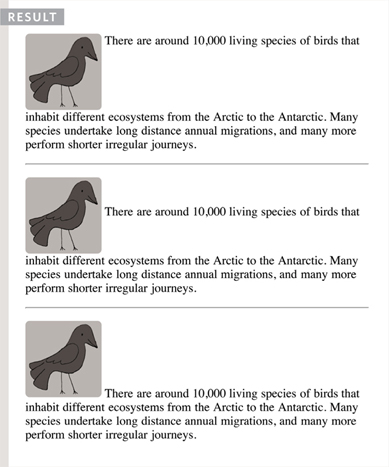 RESULT
There are around 10,000 living species of birds that
inhabit different ecosystems from the Arctic to the Antarctic. Many
species undertake long distance annual migrations, and many more
perform shorter irregular journeys.
There are around 10,000 living species of birds that
inhabit different ecosystems from the Arctic to the Antarctic. Many
species undertake long distance annual migrations, and many more
perform shorter irregular journeys.
There are around 10,000 living species of birds that
inhabit different ecosystems from the Arctic to the Antarctic. Many
species undertake long distance annual migrations, and many more
perform shorter irregular journeys.